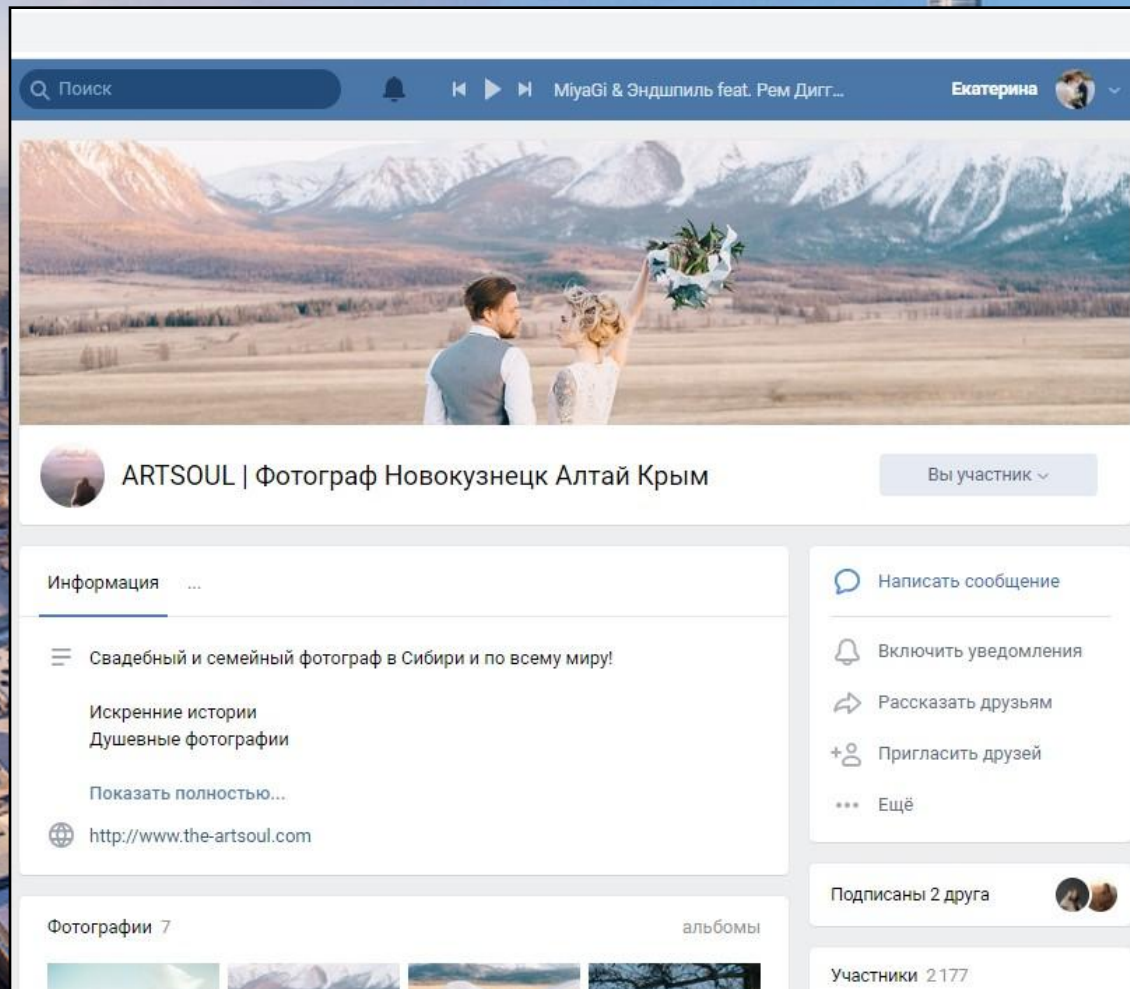 Поиск
MiyaGi & Эндшпиль feat. Рем Дигг...
Екатерина
ARTSOUL | Фотограф Новокузнецк Алтай Крым
Вы участник
Информация ...
Свадебный и семейный фотограф в Сибири и по всему миру!
Искренние истории
Душевные фотографии
Показать полностью...
http://www.the-artsoul.com
Фотографии 7
альбомы
Написать сообщение
Включить уведомления
Рассказать друзьям
Пригласить друзей
Ещё
Подписаны 2 друга
Участники 2 177